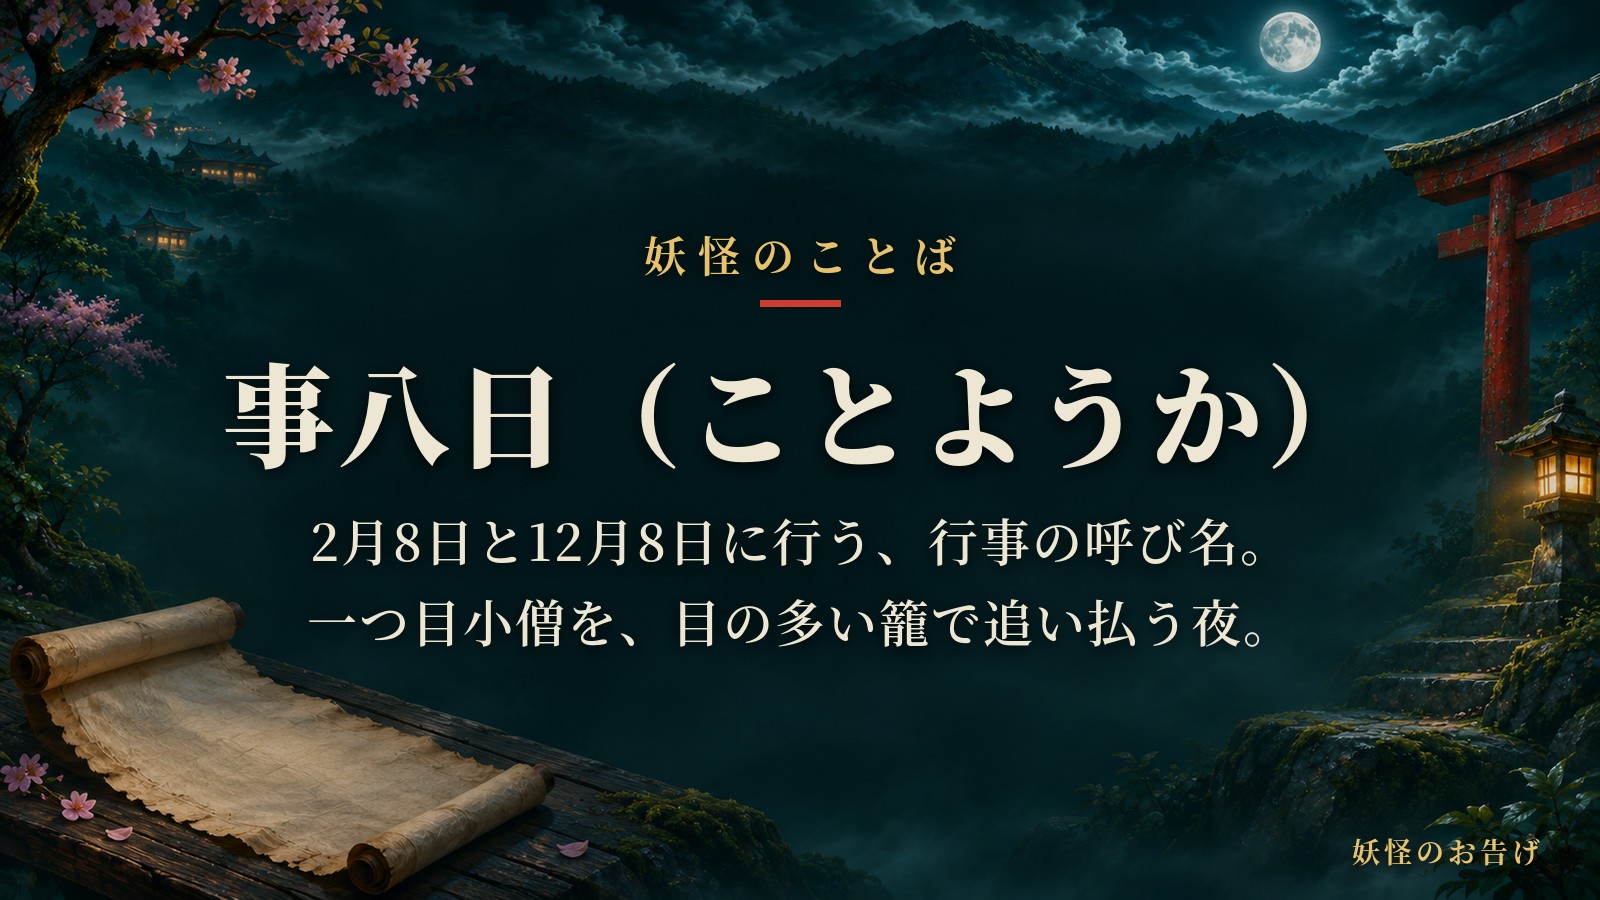 妖怪のことば
事八日（ことようか）
2月8日と12月8日に行う、行事の呼び名。
一つ目小僧を、目の多い籠で追い払う夜。
妖怪のお告げ